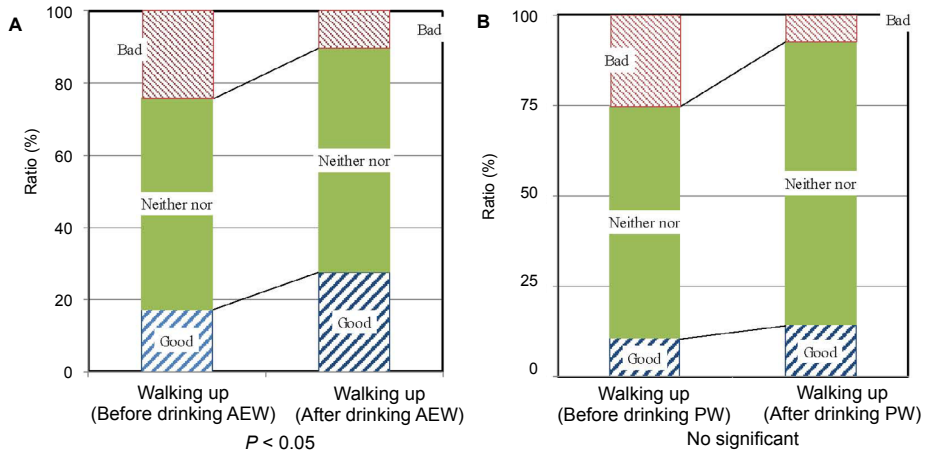 A
Ratio (%)
100
80
60
40
20
0
Bad
Neither nor
Good
Bad
Neither nor
Good
Walking up
(Before drinking AEW)
Walking up
(After drinking AEW)
P < 0.05
B
Ratio (%)
100
75
50
25
0
Bad
Neither nor
Good
Bad
Neither nor
Good
Walking up
(Before drinking PW)
Walking up
(After drinking PW)
No significant